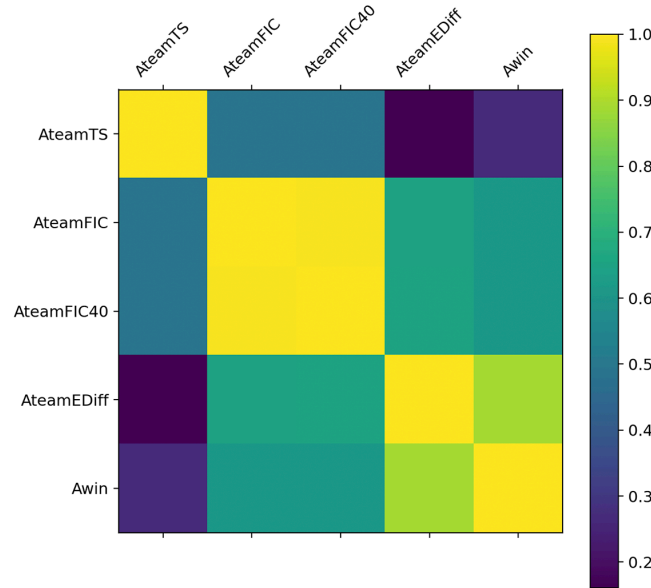 AteamTS
AteamFIC
AteamFIC40
AteamEDiff
Awin
AteamTS
AteamFIC
AteamFIC40
AteamEDiff
Awin
1.0
0.9
0.8
0.7
0.6
0.5
0.4
0.3
0.2